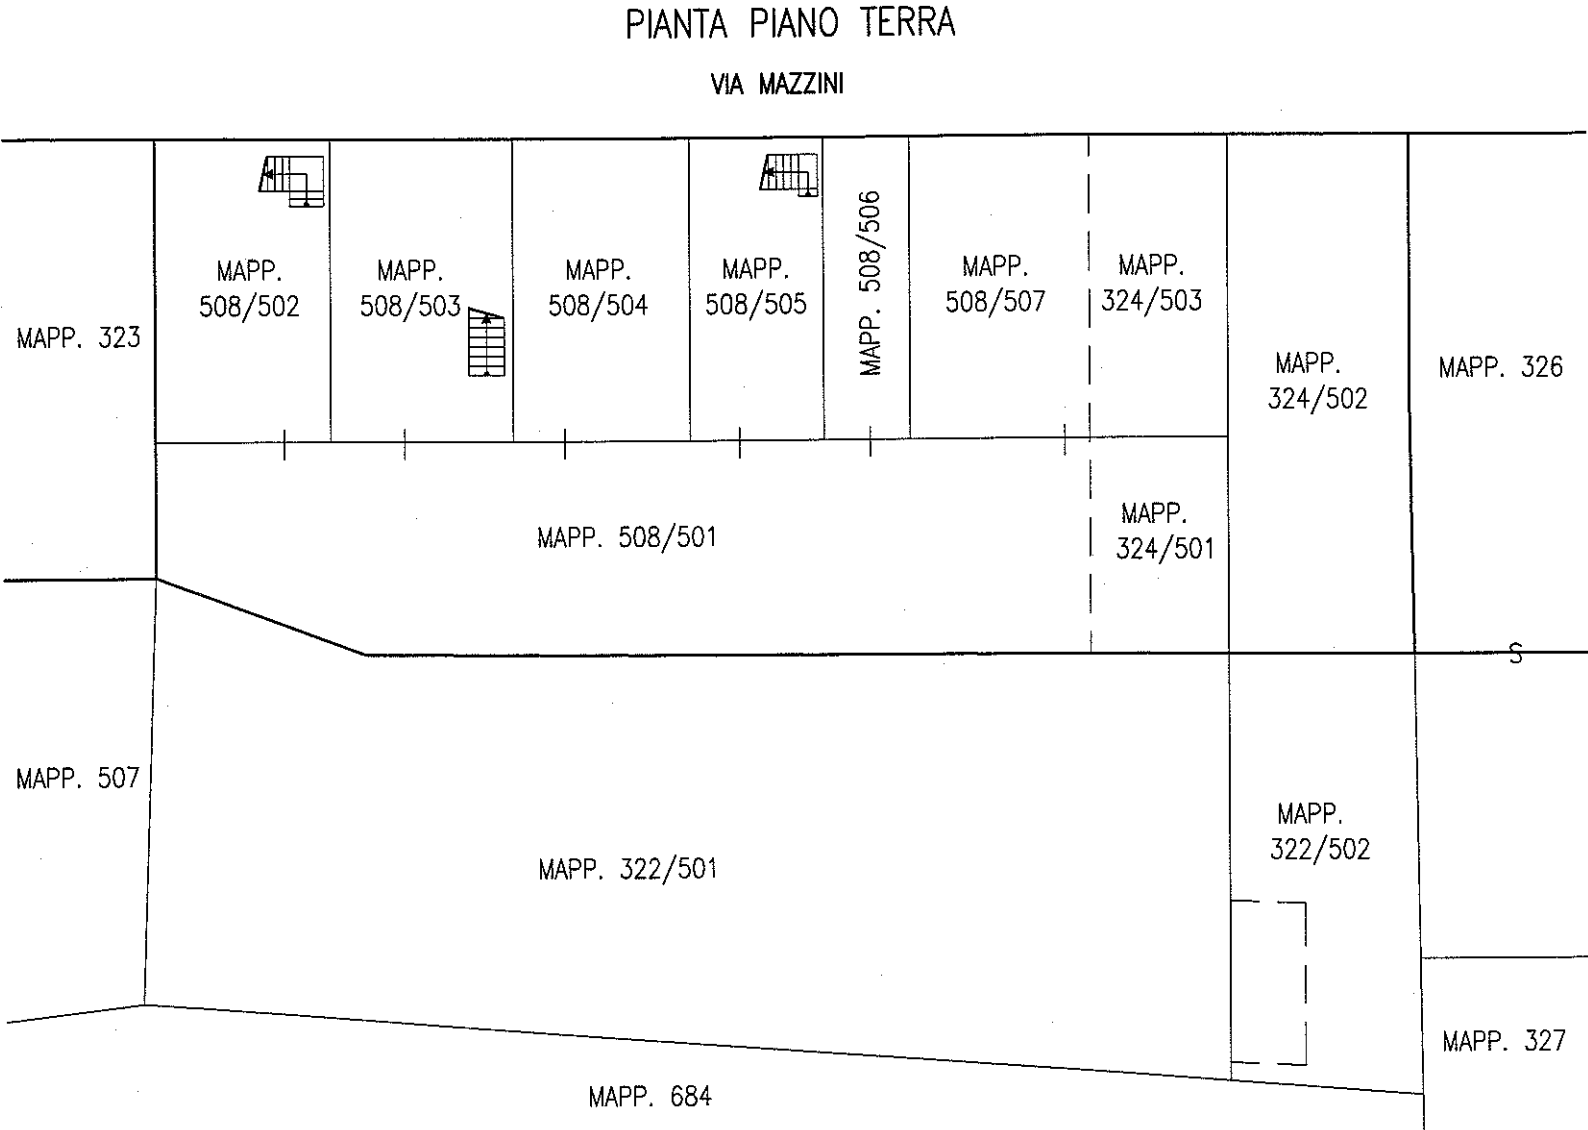 PIANTA PIANO TERRA
VIA MAZZINI
MAPP.
508/502
MAPP.
508/503
MAPP.
508/504
MAPP.
508/505
MAPP. 508/506
MAPP.
508/507
MAPP.
324/503
MAPP. 323
MAPP.
324/502
MAPP. 326
MAPP. 508/501
MAPP.
324/501
S
MAPP. 507
MAPP. 322/501
MAPP.
322/502
MAPP. 327
MAPP. 684